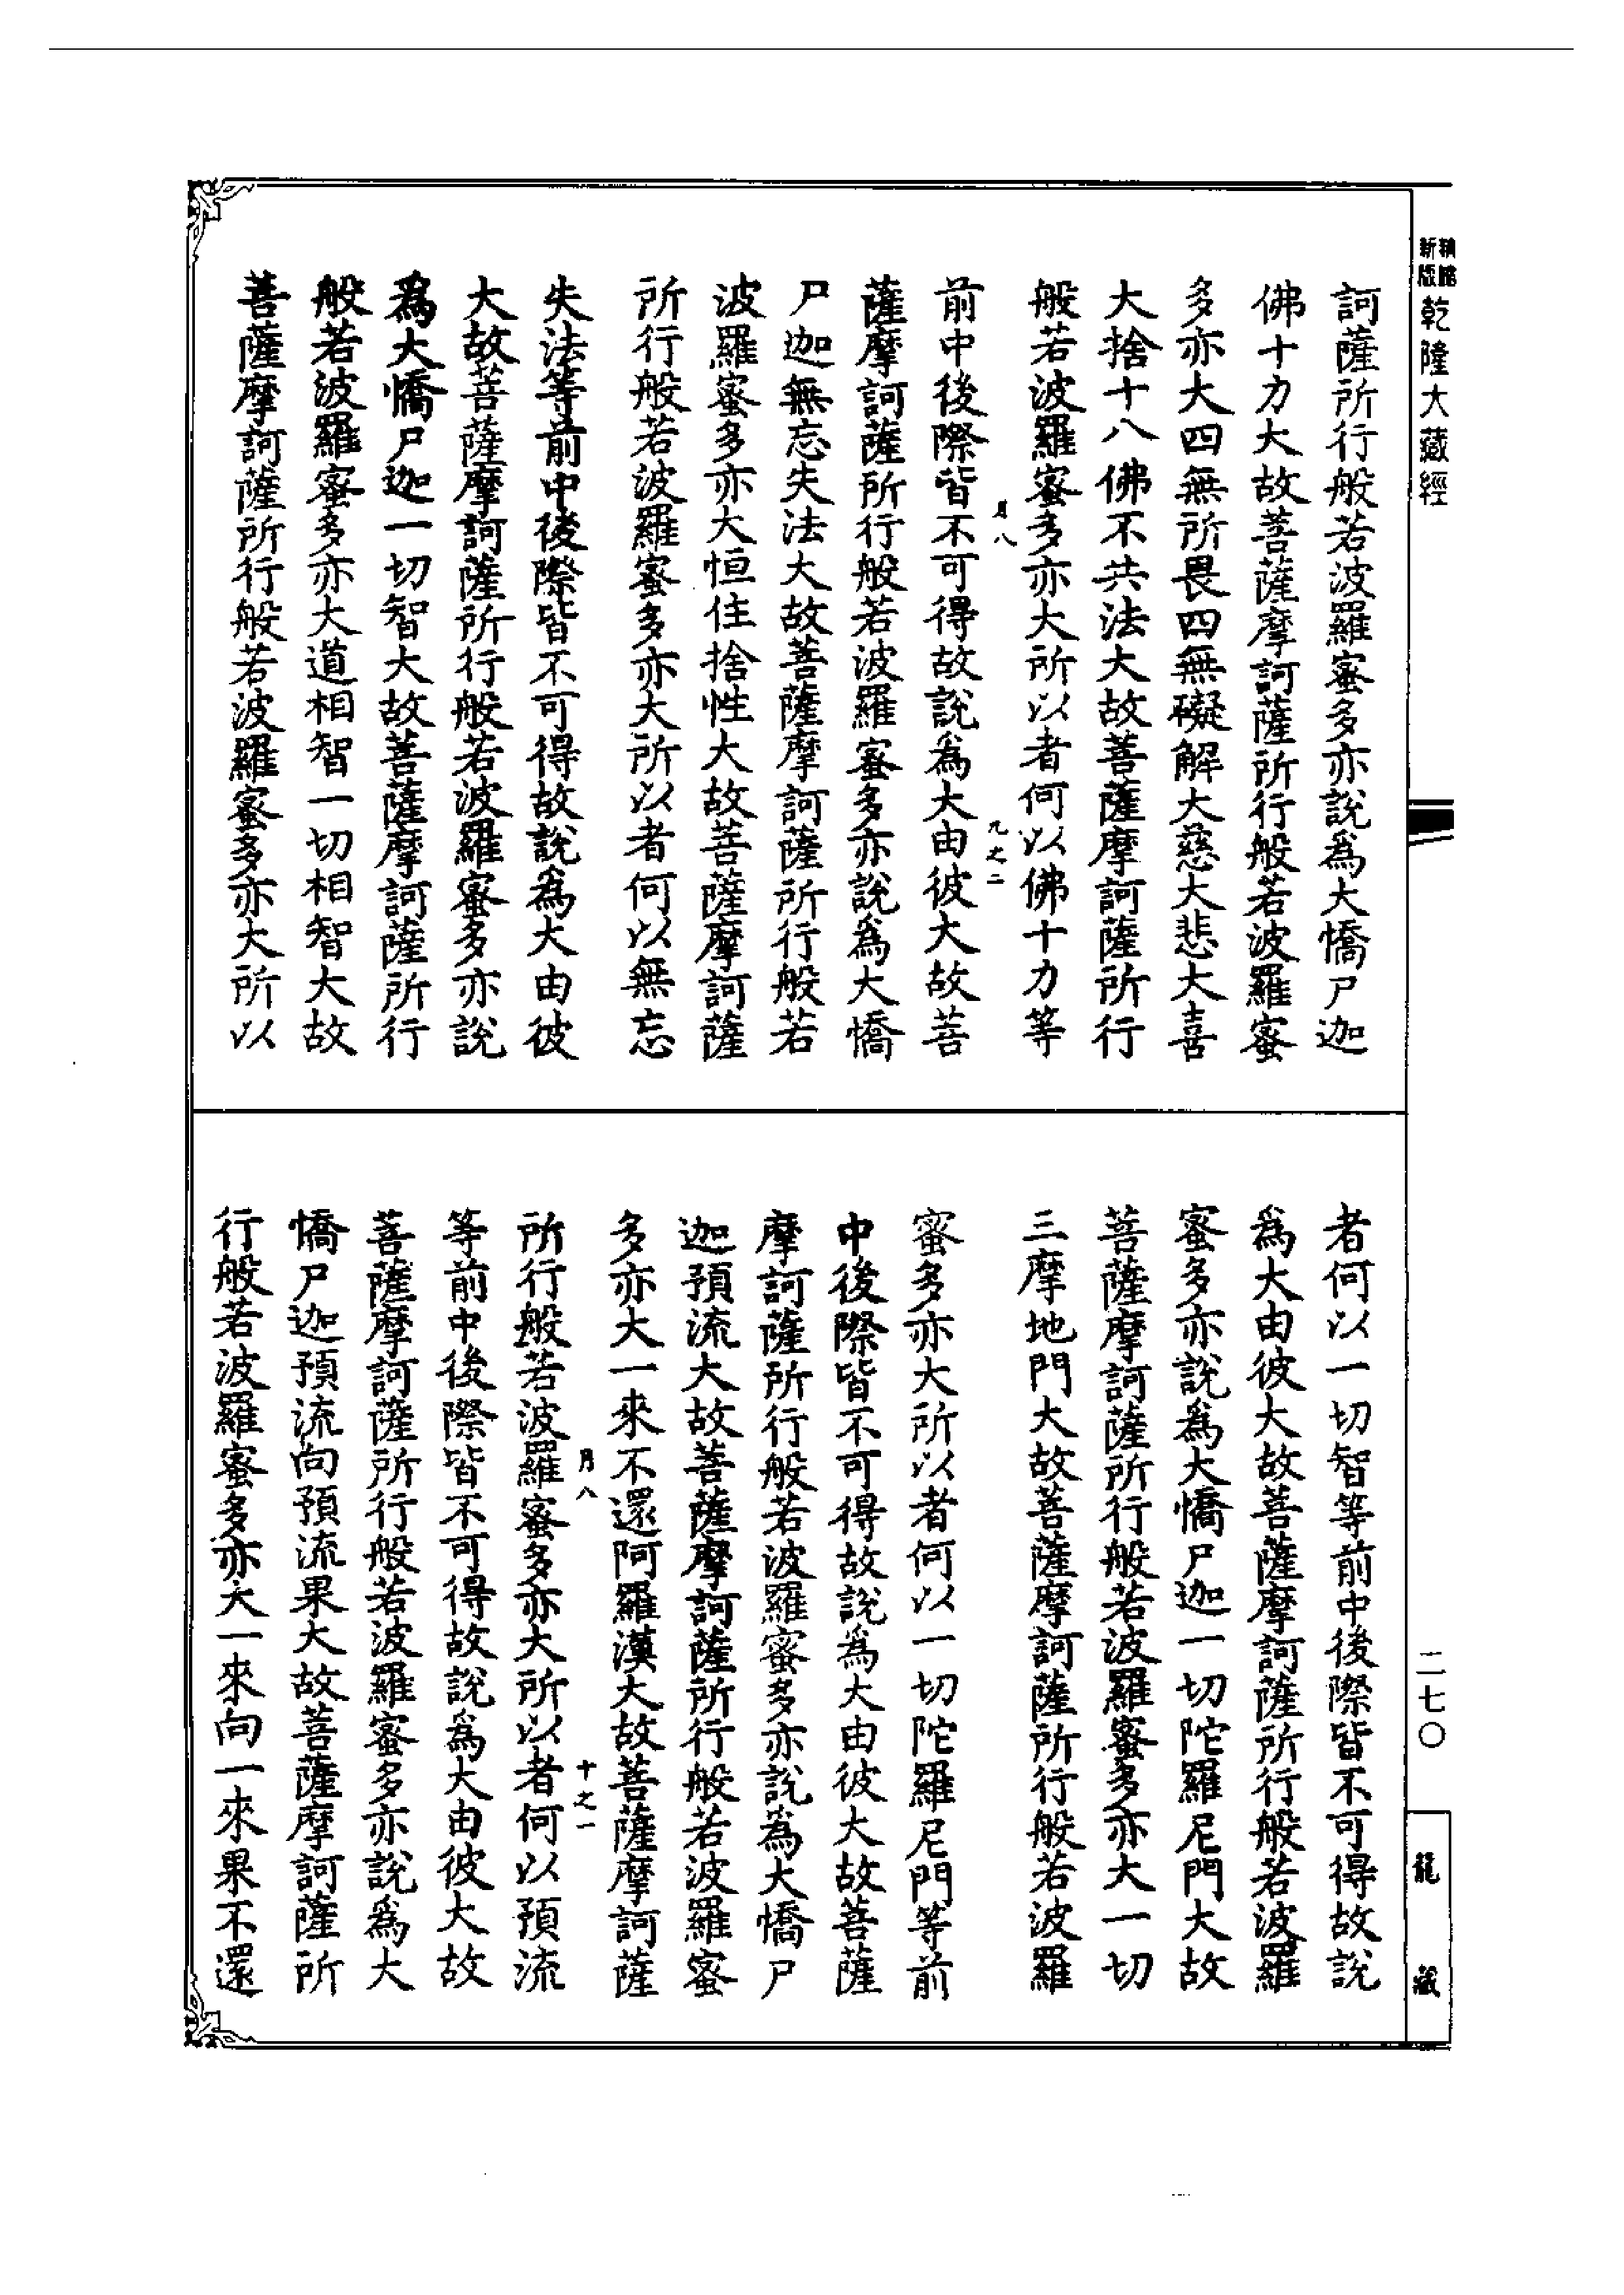 新版
精縮
乾隆大藏經
訶薩所行般若波羅蜜多亦說為大憍尸迦
佛十力大故菩薩摩訶薩所行般若波羅蜜
多亦大四無所畏四無礙解大慈大悲大喜
大捨十八佛不共法大故菩薩摩訶薩所行
般若波羅蜜多亦大所以者何以佛十力等
月八
九之二
前中後際皆不可得故說為大由彼大故菩
薩摩訶薩所行般若波羅蜜多亦說為大憍
尸迦無忘失法大故菩薩摩訶薩所行般若
波羅蜜多亦大恒住捨性大故菩薩摩訶薩
所行般若波羅蜜多亦大所以者何以無忘
失法等前中後際皆不可得故說為大由彼
大故菩薩摩訶薩所行般若波羅蜜多亦說
為大憍尸迦一切智大故菩薩摩訶薩所行
般若波羅蜜多亦大道相智一切相智大故
菩薩摩訶薩所行般若波羅蜜多亦大所以
者何以一切智等前中後際皆不可得故說
為大由彼大故菩薩摩訶薩所行般若波羅
蜜多亦說為大憍尸迦一切陀羅尼門大故
菩薩摩訶薩所行般若波羅蜜多亦大一切
三摩地門大故菩薩摩訶薩所行般若波羅
蜜多亦大所以者何以一切陀羅尼門等前
中後際皆不可得故說為大由彼大故菩薩
摩訶薩所行般若波羅蜜多亦說為大憍尸
迦預流大故菩薩摩訶薩所行般若波羅蜜
多亦大一來不還阿羅漢大故菩薩摩訶薩
月八
十之一
所行般若波羅蜜多亦大所以者何以預流
等前中後際皆不可得故說為大由彼大故
菩薩摩訶薩所行般若波羅蜜多亦說為大
憍尸迦預流向預流果大故菩薩摩訶薩所
行般若波羅蜜多亦大一來向一來果不還
二七〇
龍藏